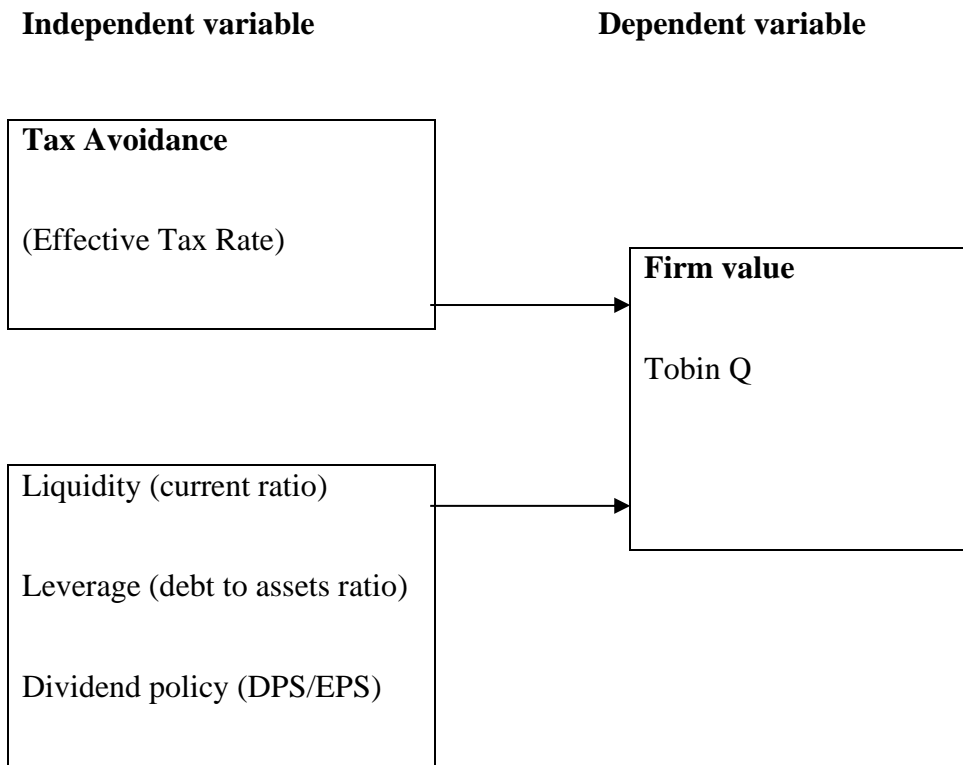 Independent variable
Dependent variable
Tax Avoidance
(Effective Tax Rate)
Firm value
Tobin Q
Liquidity (current ratio)
Leverage (debt to assets ratio)
Dividend policy (DPS/EPS)